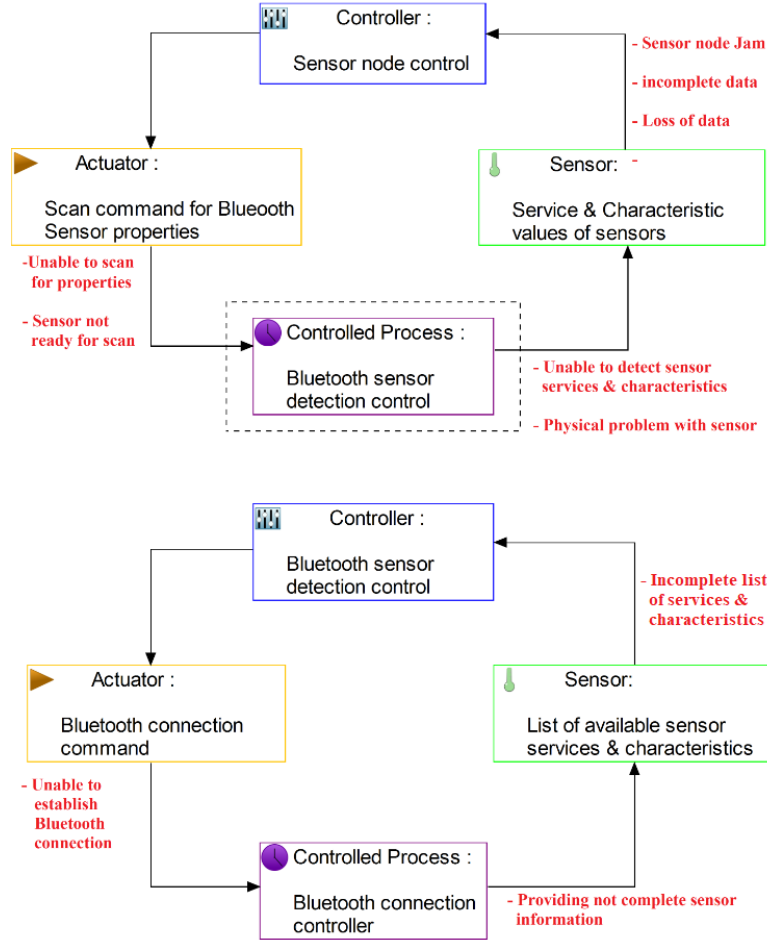 Controller :
Sensor node control
- Sensor node Jam
- incomplete data
- Loss of data
-
Actuator :
Scan command for Blueooth
Sensor properties
Sensor:
Service & Characteristic
values of sensors
-Unable to scan
for properties
- Sensor not
ready for scan
Controlled Process :
Bluetooth sensor
detection control
- Unable to detect sensor
services & characteristics
- Physical problem with sensor
Controller :
Bluetooth sensor
detection control
- Incomplete list
of services &
characteristics
Actuator :
Bluetooth connection
command
Sensor:
List of available sensor
services & characteristics
- Unable to
establish
Bluetooth
connection
Controlled Process :
Bluetooth connection
controller
- Providing not complete sensor
information